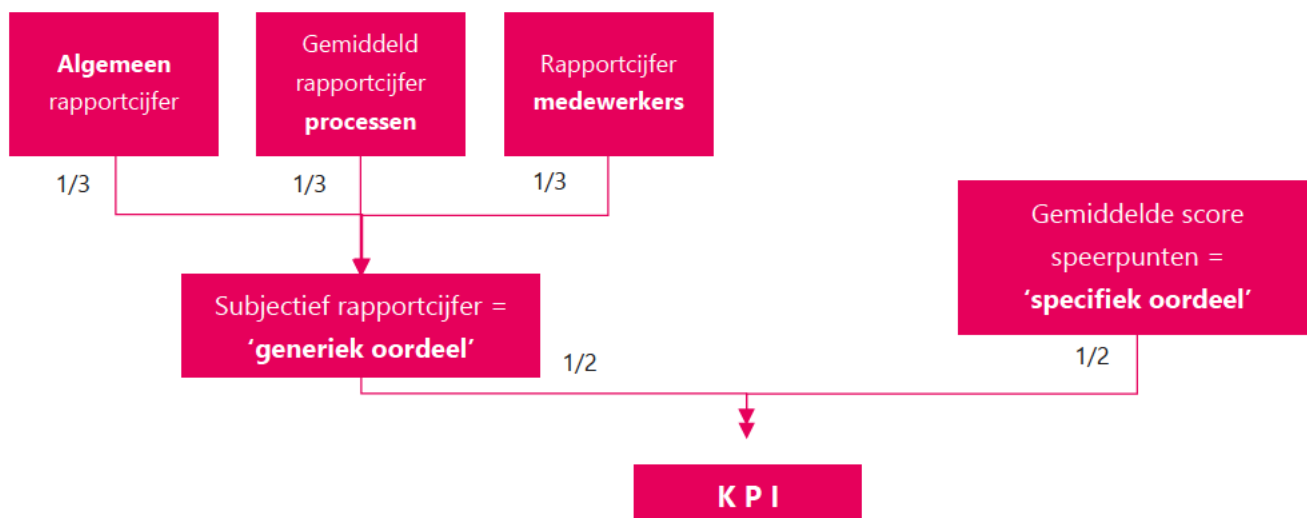 Algemeen
rapportcijfer
Gemiddeld
rapportcijfer
processen
Rapportcijfer
medewerkers
1/3
1/3
1/3
Gemiddelde score
speerpunten =
‘specifiek oordeel’
Subjectief rapportcijfer =
‘generiek oordeel’
1/2
1/2
K P I